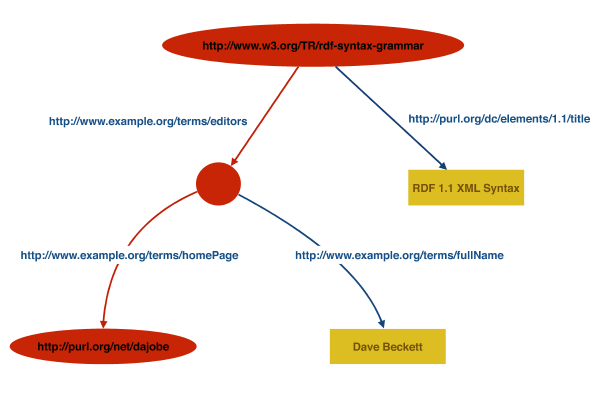 http://www.w3.org/TR/rdf-syntax-grammar
http://www.example.org/terms/editors
http://purl.org/dc/elements/1.1/title
RDF 1.1 XML Syntax
http://www.example.org/terms/homePage
http://www.example.org/terms/fullName
http://purl.org/net/dajobe
Dave Beckett